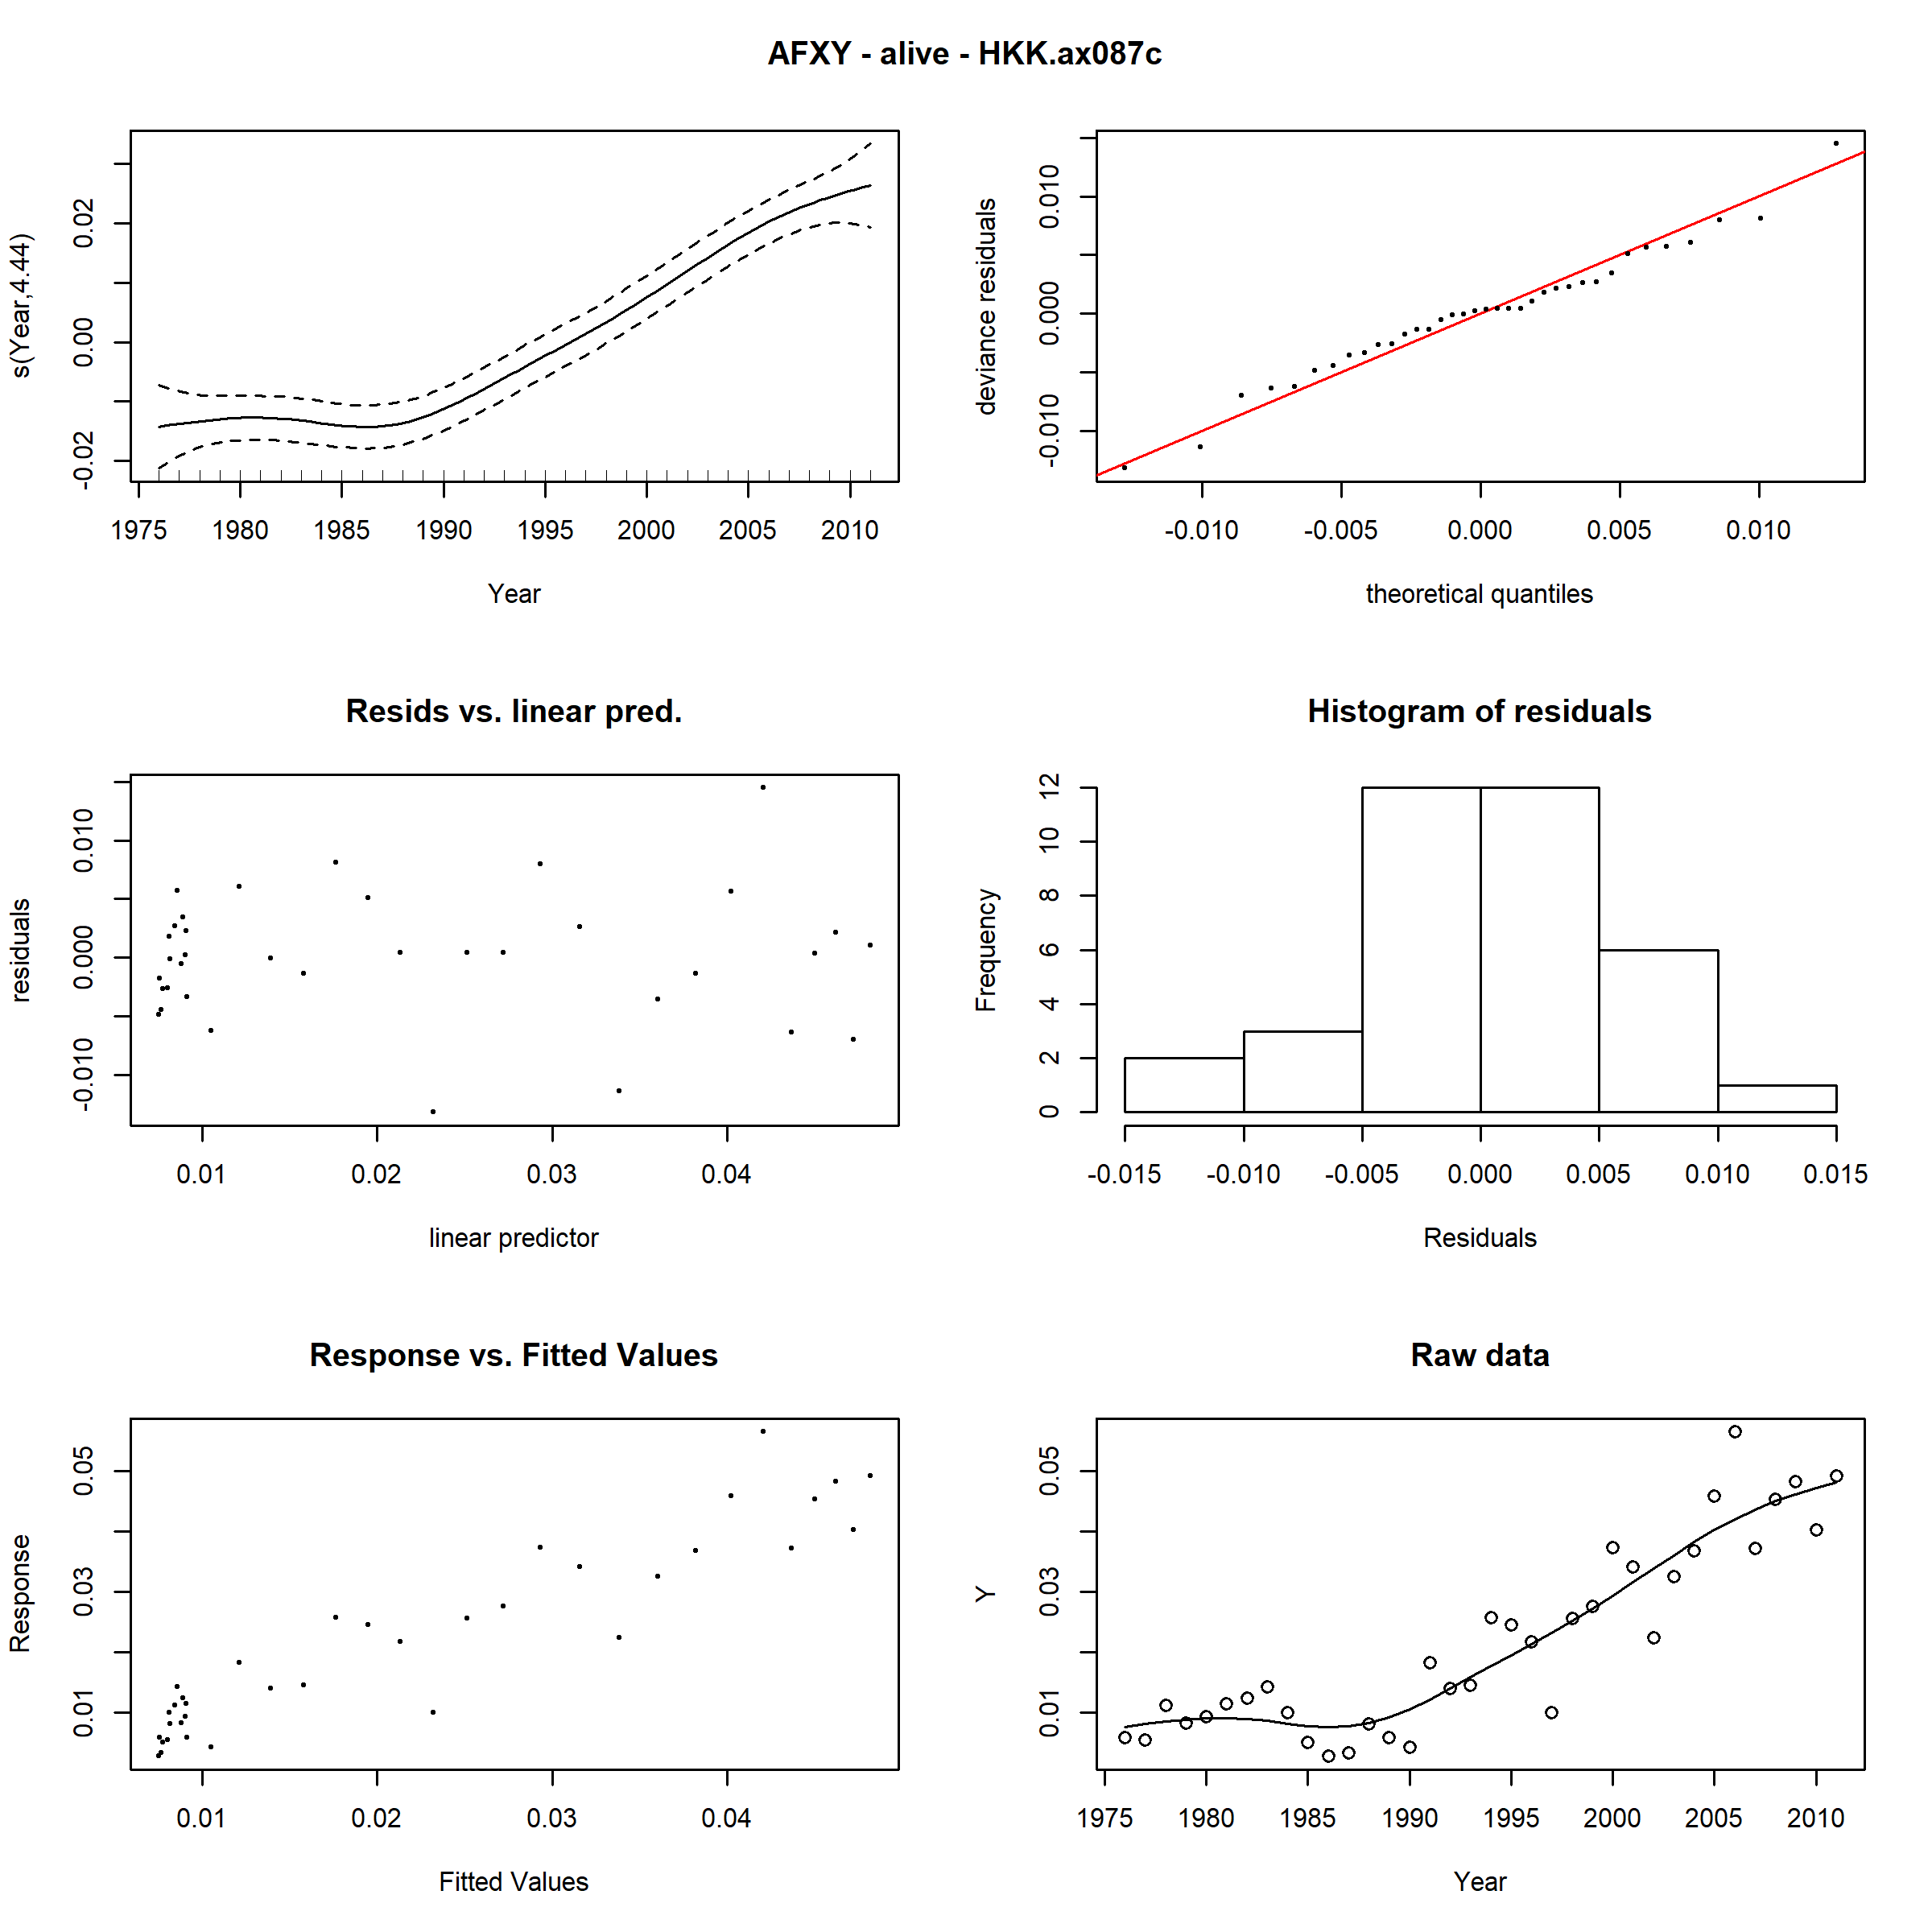 AFXY - alive - HKK.ax087c
s(Year,4.44)
-0.02 0.00 0.02
1975 1980 1985 1990 1995 2000 2005 2010
Year
deviance residuals
-0.010 0.000 0.010
-0.010 -0.005 0.000 0.005 0.010
theoretical quantiles
Resids vs. linear pred.
residuals
-0.010 0.000 0.010
0.01 0.02 0.03 0.04
linear predictor
Histogram of residuals
Frequency
0 2 4 6 8 10 12
-0.015 -0.010 -0.005 0.000 0.005 0.010 0.015
Residuals
Response vs. Fitted Values
Response
0.01 0.03 0.05
0.01 0.02 0.03 0.04
Fitted Values
Raw data
Y
0.01 0.03 0.05
1975 1980 1985 1990 1995 2000 2005 2010
Year